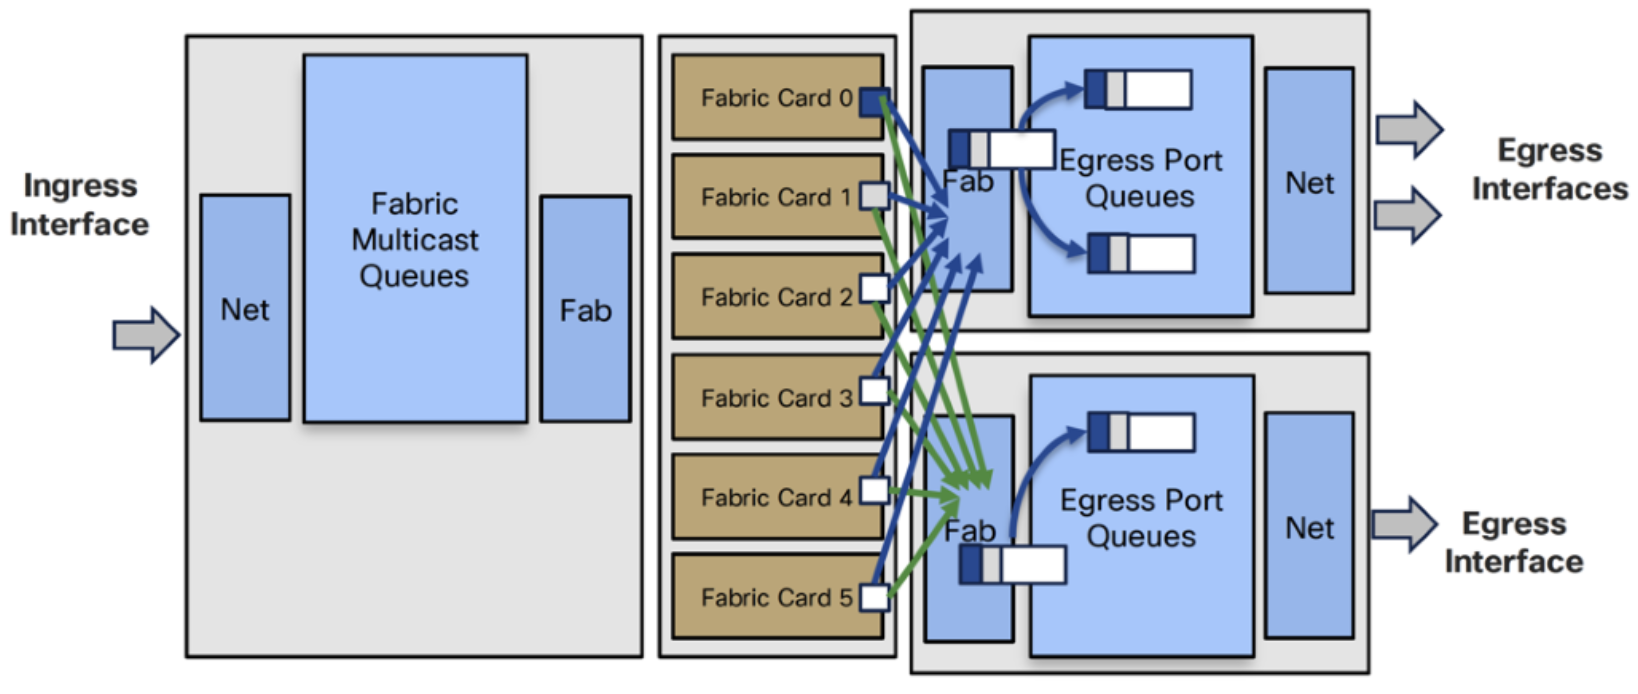 Ingress
Interface
Net
Fabric
Multicast
Queues
Fab
Fabric Card 0
Fabric Card 1
Fabric Card 2
Fabric Card 3
Fabric Card 4
Fabric Card 5
Fab
Egress Port
Queues
Net
Egress
Interfaces
Fab
Egress Port
Queues
Net
Egress
Interface